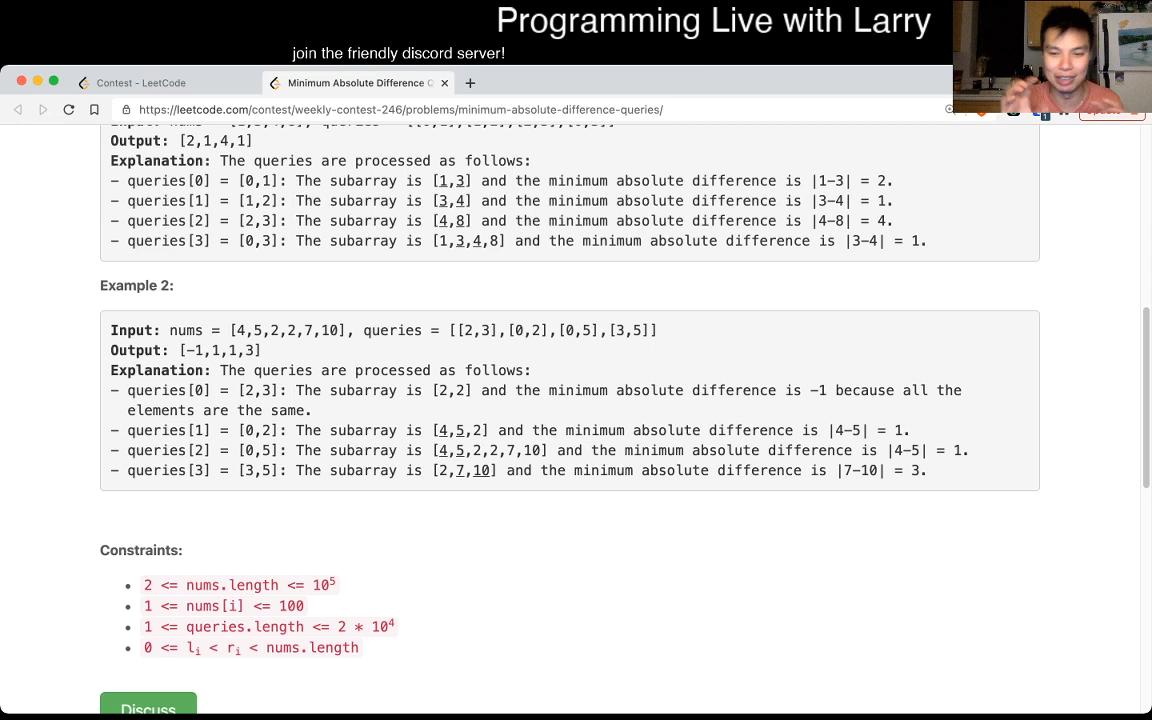 Programming Live with Larry
join the friendly discord server!
Contest - LeetCode
Minimum Absolute Difference Q
https://leetcode.com/contest/weekly-contest-246/problems/minimum-absolute-difference-queries/
Output: [2,1,4,1]
Explanation: The queries are processed as follows:
- queries[0] = [0,1]: The subarray is [1,3] and the minimum absolute difference is |1-3| = 2.
- queries[1] = [1,2]: The subarray is [3,4] and the minimum absolute difference is |3-4| = 1.
- queries[2] = [2,3]: The subarray is [4,8] and the minimum absolute difference is |4-8| = 4.
- queries[3] = [0,3]: The subarray is [1,3,4,8] and the minimum absolute difference is |3-4| = 1.
Example 2:
Input: nums = [4,5,2,2,7,10], queries = [[2,3],[0,2],[0,5],[3,5]]
Output: [-1,1,1,3]
Explanation: The queries are processed as follows:
- queries[0] = [2,3]: The subarray is [2,2] and the minimum absolute difference is -1 because all the
elements are the same.
- queries[1] = [0,2]: The subarray is [4,5,2] and the minimum absolute difference is |4-5| = 1.
- queries[2] = [0,5]: The subarray is [4,5,2,2,7,10] and the minimum absolute difference is |4-5| = 1.
- queries[3] = [3,5]: The subarray is [2,7,10] and the minimum absolute difference is |7-10| = 3.
Constraints:
• 2 <= nums.length <= 10⁵
• 1 <= nums[i] <= 100
• 1 <= queries.length <= 2 * 10⁴
• 0 <= lᵢ < rᵢ < nums.length
Discuss